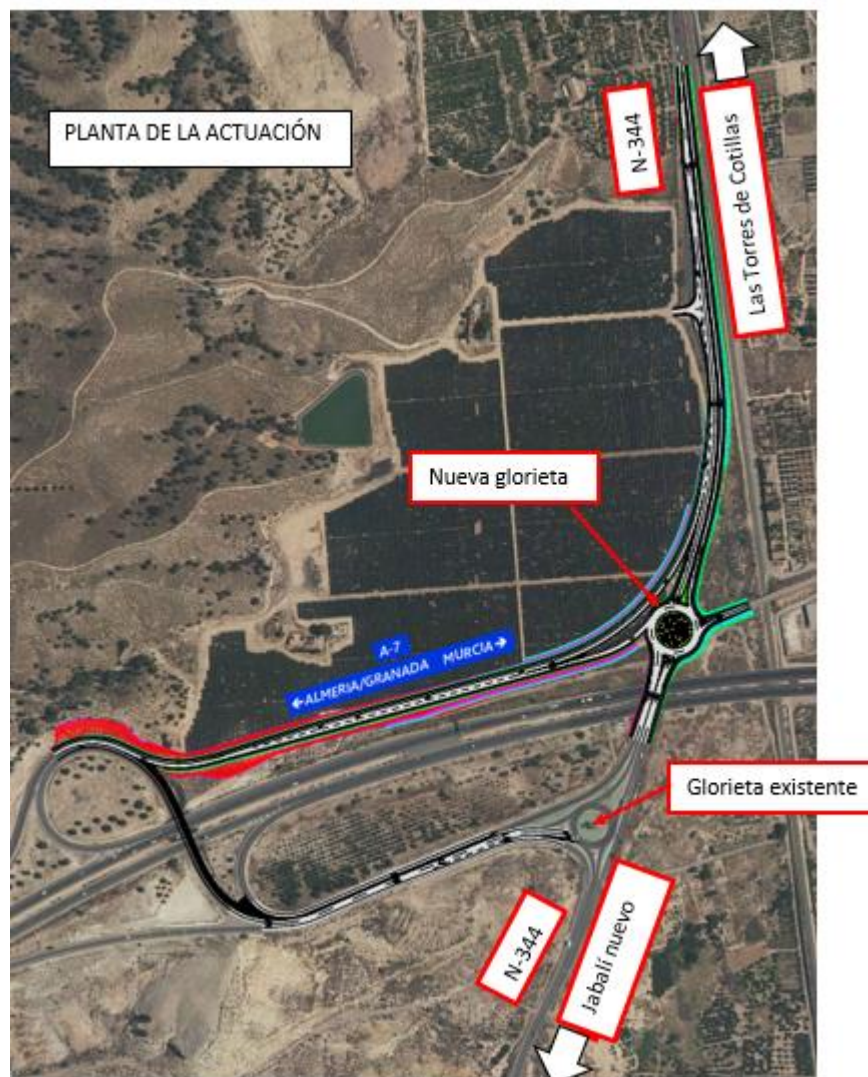 PLANTA DE LA ACTUACIÓN
N-344
Las Torres de Cotillas
Nueva glorieta
A-7
←ALMERIA/GRANADA MURCIA→
Glorieta existente
N-344
Jabalí nuevo